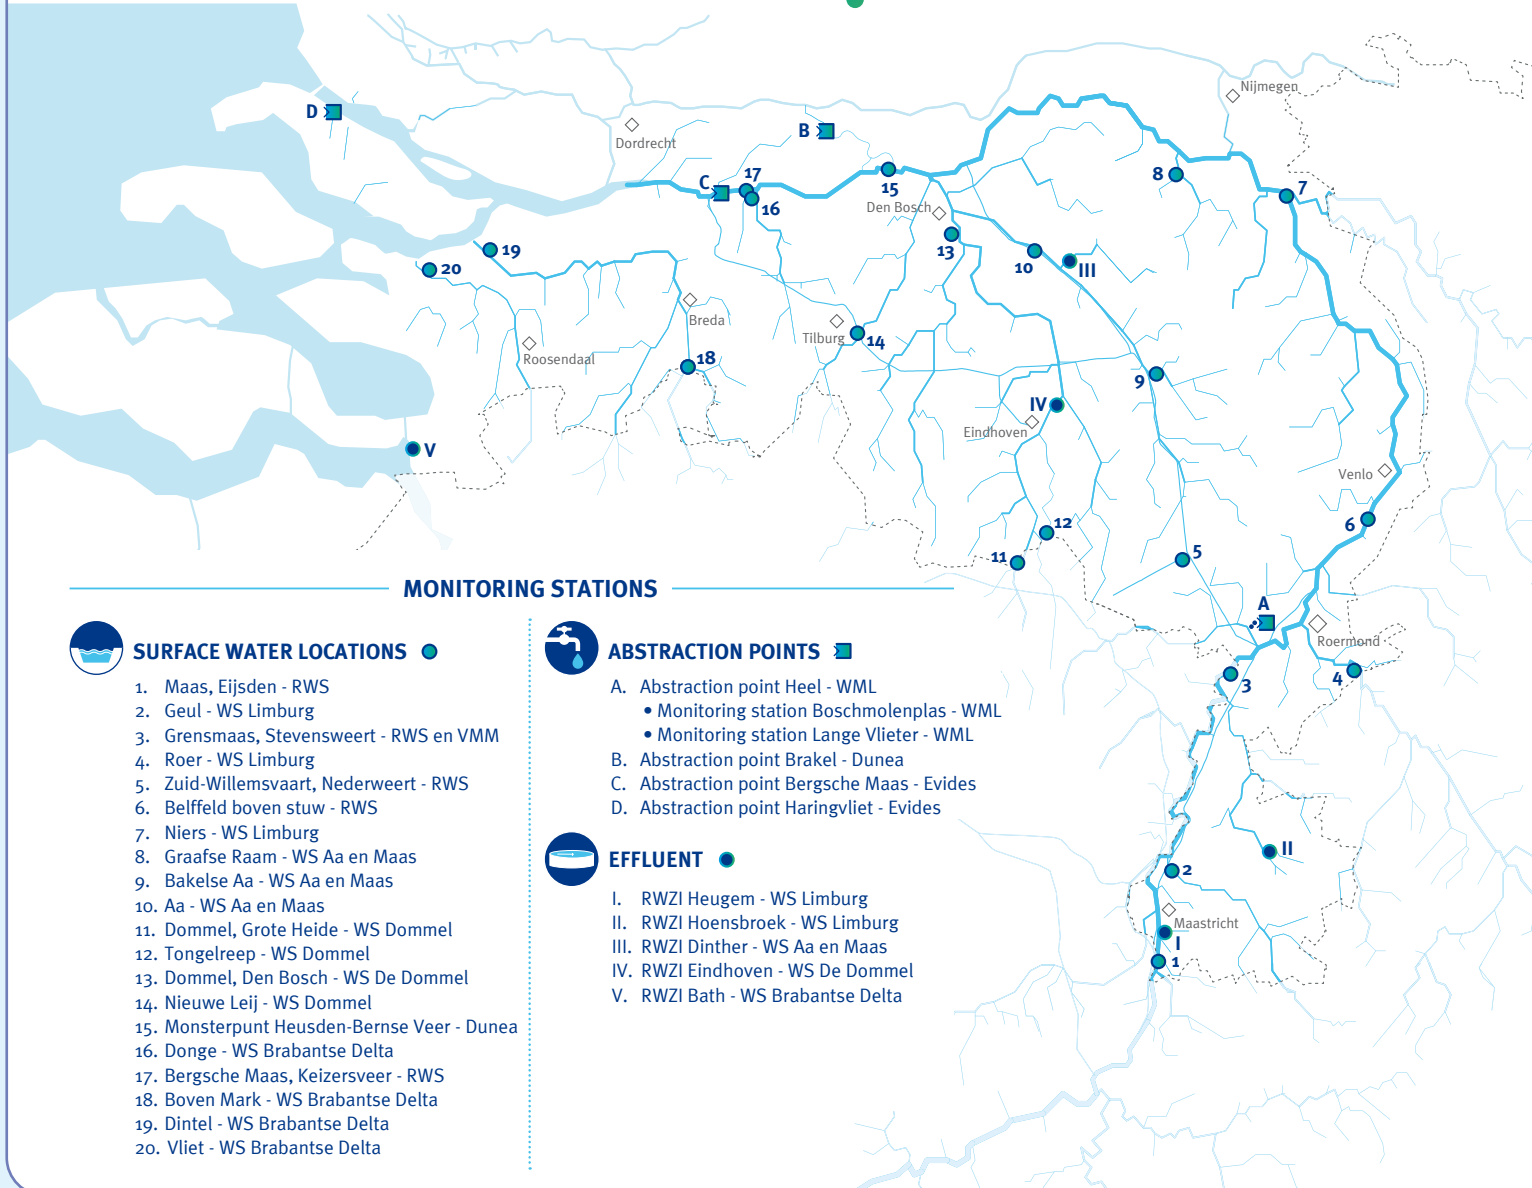 Nijmegen
D
Dordrecht
B
C
17
16
15
8
7
Den Bosch
13
10
III
19
20
Breda
Tilburg
14
Roosendaal
18
9
IV
Eindhoven
V
Venlo
6
12
11
5
A
Roermond
3
4
II
2
Maastricht
I
1
MONITORING STATIONS
SURFACE WATER LOCATIONS
1. Maas, Eijsden - RWS
2. Geul - WS Limburg
3. Grensmaas, Stevensweert - RWS en VMM
4. Roer - WS Limburg
5. Zuid-Willemsvaart, Nederweert - RWS
6. Belffeld boven stuw - RWS
7. Niers - WS Limburg
8. Graafse Raam - WS Aa en Maas
9. Bakelse Aa - WS Aa en Maas
10. Aa - WS Aa en Maas
11. Dommel, Grote Heide - WS Dommel
12. Tongelreep - WS Dommel
13. Dommel, Den Bosch - WS De Dommel
14. Nieuwe Leij - WS Dommel
15. Monsterpunt Heusden-Bernse Veer - Dunea
16. Donge - WS Brabantse Delta
17. Bergsche Maas, Keizersveer - RWS
18. Boven Mark - WS Brabantse Delta
19. Dintel - WS Brabantse Delta
20. Vliet - WS Brabantse Delta
ABSTRACTION POINTS
A. Abstraction point Heel - WML
• Monitoring station Boschmolenplas - WML
• Monitoring station Lange Vlieter - WML
B. Abstraction point Brakel - Dunea
C. Abstraction point Bergsche Maas - Evides
D. Abstraction point Haringvliet - Evides
EFFLUENT
I. RWZI Heugem - WS Limburg
II. RWZI Hoensbroek - WS Limburg
III. RWZI Dinther - WS Aa en Maas
IV. RWZI Eindhoven - WS De Dommel
V. RWZI Bath - WS Brabantse Delta